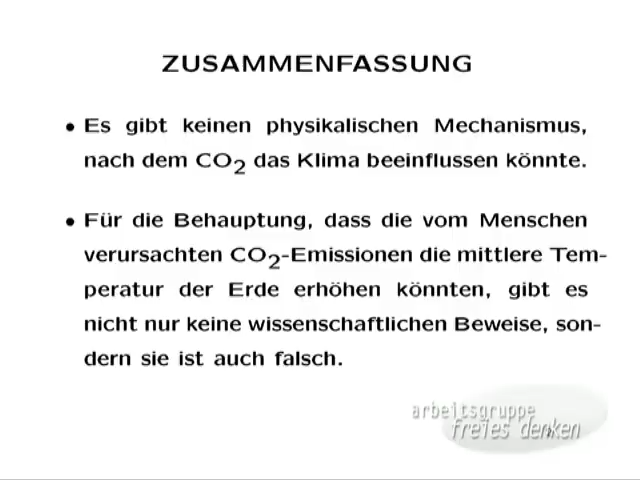 ZUSAMMENFASSUNG
• Es gibt keinen physikalischen Mechanismus,
nach dem CO2 das Klima beeinflussen könnte.
• Für die Behauptung, dass die vom Menschen
verursachten CO2-Emissionen die mittlere Tem-
peratur der Erde erhöhen könnten, gibt es
nicht nur keine wissenschaftlichen Beweise, son-
dern sie ist auch falsch.
arbeitsgruppe
freies denken